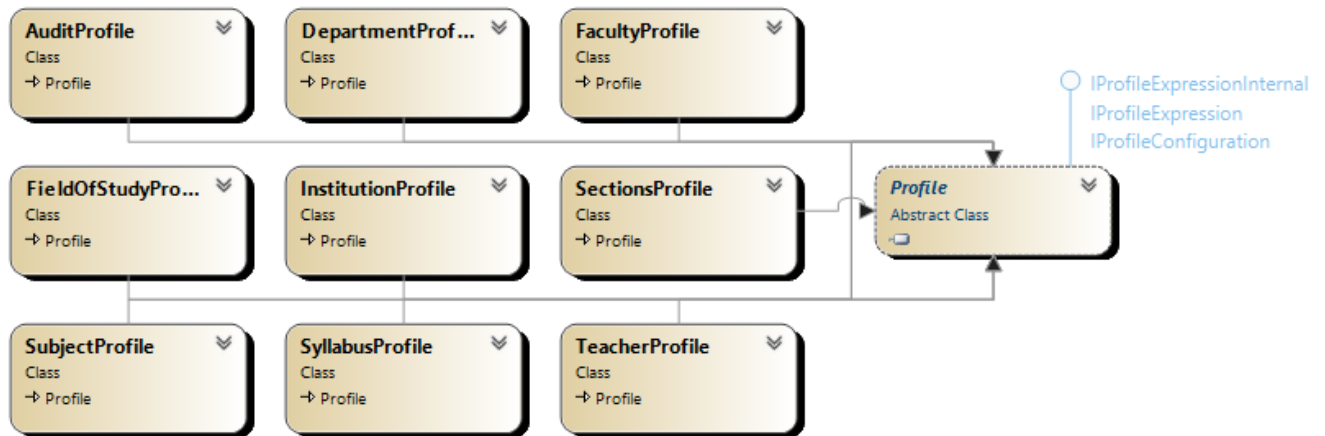 AuditProfile
Class
Profile
DepartmentProf...
Class
Profile
FacultyProfile
Class
Profile
IProfileExpressionInternal
IProfileExpression
IProfileConfiguration
FieldOfStudyPro...
Class
Profile
InstitutionProfile
Class
Profile
SectionsProfile
Class
Profile
Profile
Abstract Class
SubjectProfile
Class
Profile
SyllabusProfile
Class
Profile
TeacherProfile
Class
Profile